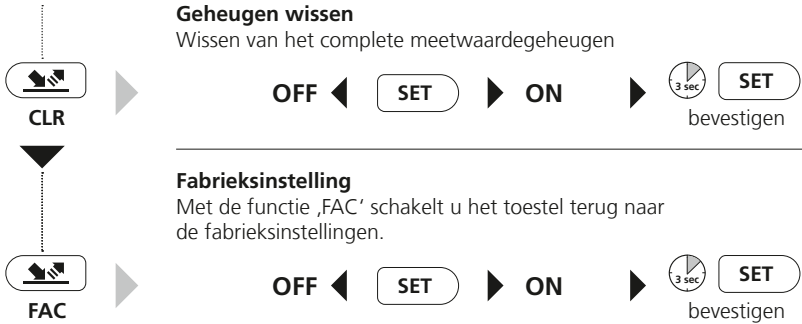 Geheugen wissen
Wissen van het complete meetwaardegeheugen
CLR
OFF SET ON 3 sec SET
bevestigen
Fabrieksinstelling
Met de functie ‚FAC‘ schakelt u het toestel terug naar
de fabrieksinstellingen.
FAC
OFF SET ON 3 sec SET
bevestigen